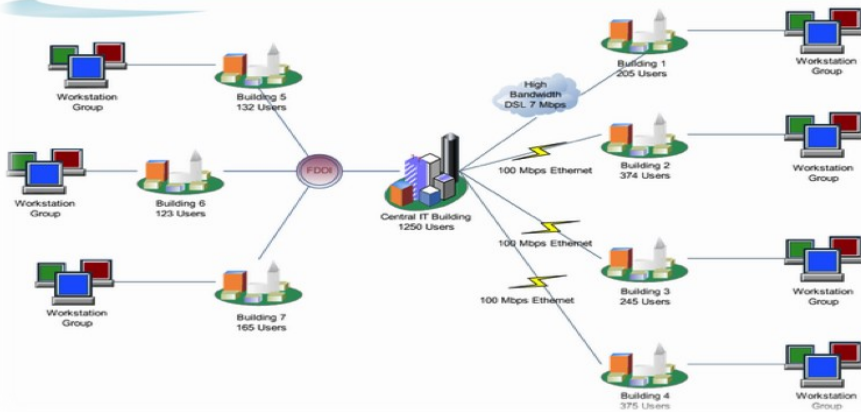 Workstation
Group
Building 5
132 Users
Workstation
Group
Building 6
123 Users
Workstation
Group
Building 7
165 Users
FDDI
Central IT Building
1250 Users
High
Bandwidth
DSL 7 Mbps
100 Mbps Ethernet
100 Mbps Ethernet
100 Mbps Ethernet
Building 1
205 Users
Workstation
Group
Building 2
374 Users
Workstation
Group
Building 3
245 Users
Workstation
Group
Building 4
375 Users
Workstation
Group